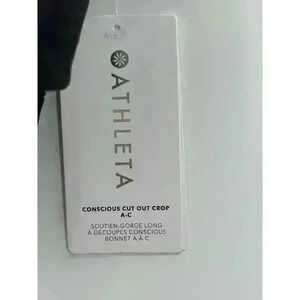 ATHLETA
CONSCIOUS CUT OUT CROP
A-C
SOUTIEN-GORGE LONG
À DÉCOUPES CONSCIOUS
BONNET A À C